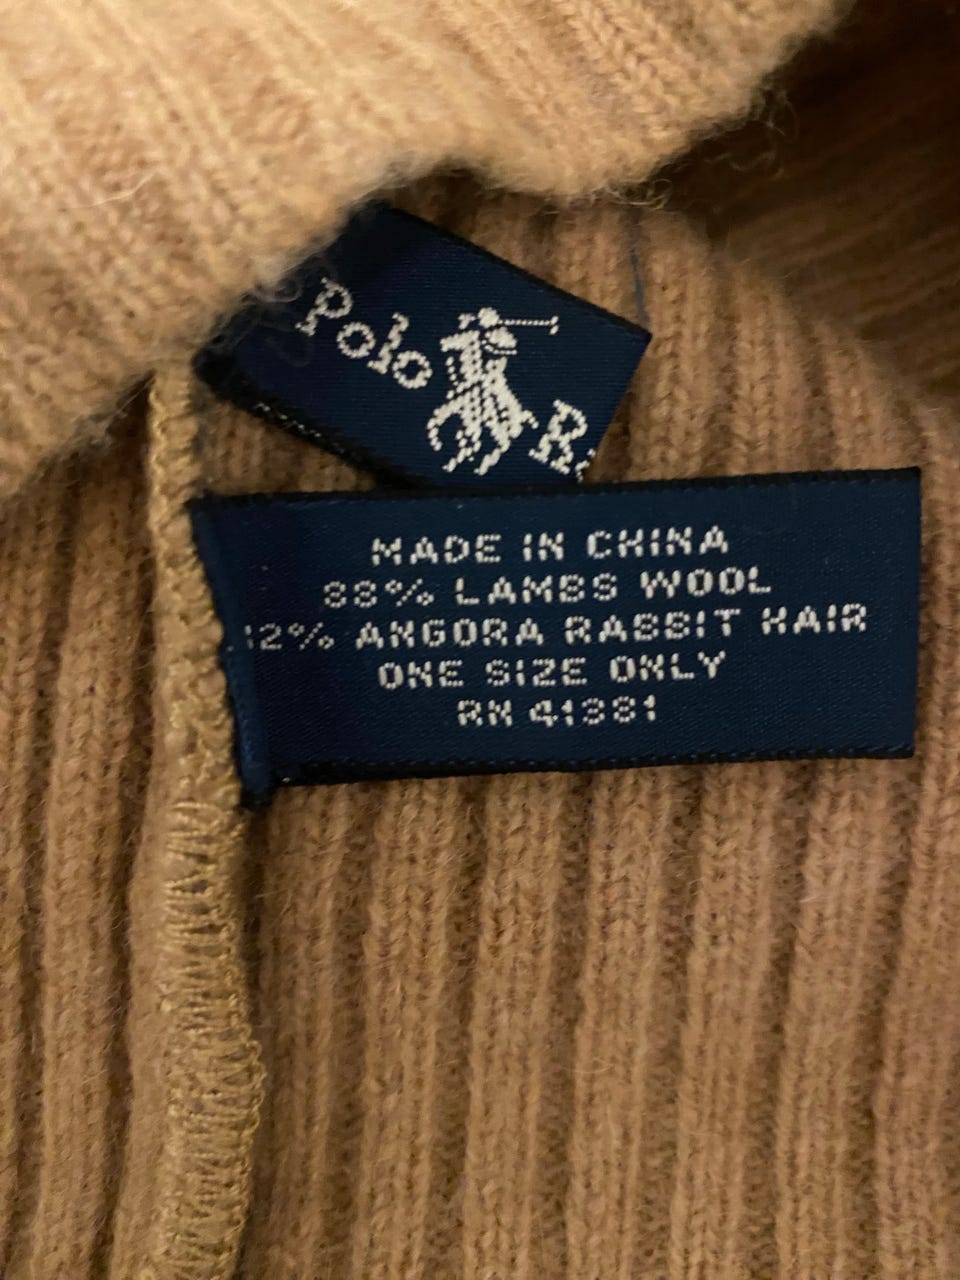 Polo
MADE IN CHINA
88% LAMBS WOOL
12% ANGORA RABBIT HAIR
ONE SIZE ONLY
RN 41381